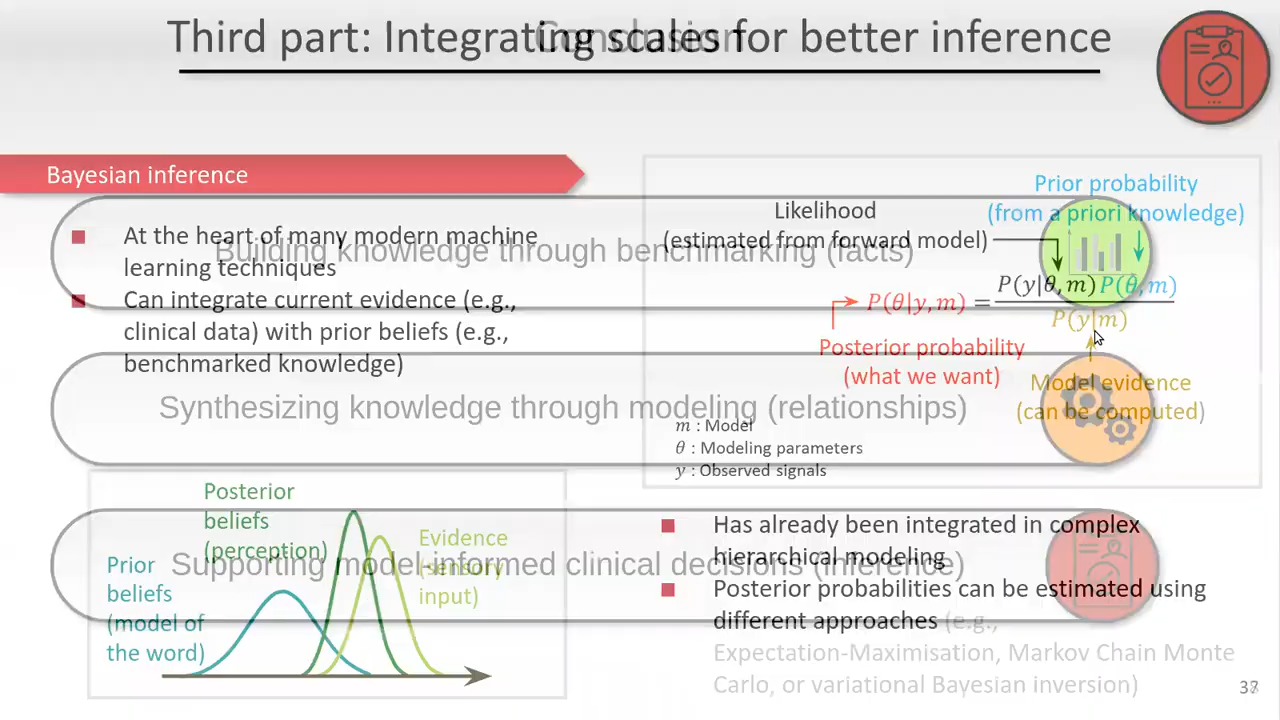 Third part: Integrating scales for better inference
Conclusion
Bayesian inference
At the heart of many modern machine
learning techniques
Can integrate current evidence (e.g.,
clinical data) with prior beliefs (e.g.,
benchmarked knowledge)
Prior probability
(from a priori knowledge)
Likelihood
(estimated from forward model)
P(θ|y, m) = P(y|θ, m) P(θ, m)
P(y|m)
Posterior probability
(what we want)
Model evidence
(can be computed)
m : Model
θ : Modeling parameters
y : Observed signals
Building knowledge through benchmarking (facts)
Synthesizing knowledge through modeling (relationships)
Supporting model-informed clinical decisions (inference)
Posterior
beliefs
(perception)
Evidence
(sensory
input)
Prior
beliefs
(model of
the word)
Has already been integrated in complex
hierarchical modeling
Posterior probabilities can be estimated using
different approaches (e.g.,
Expectation-Maximisation, Markov Chain Monte
Carlo, or variational Bayesian inversion)